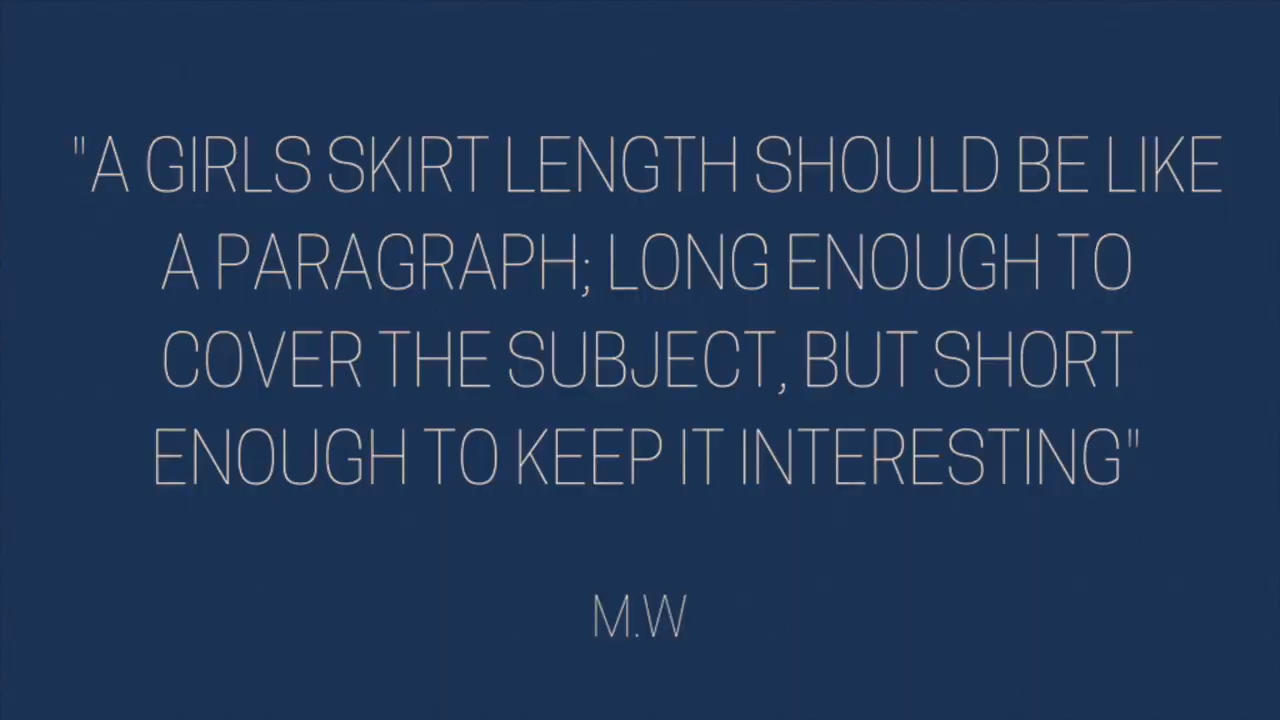 "A GIRLS SKIRT LENGTH SHOULD BE LIKE
A PARAGRAPH; LONG ENOUGH TO
COVER THE SUBJECT, BUT SHORT
ENOUGH TO KEEP IT INTERESTING"
M.W